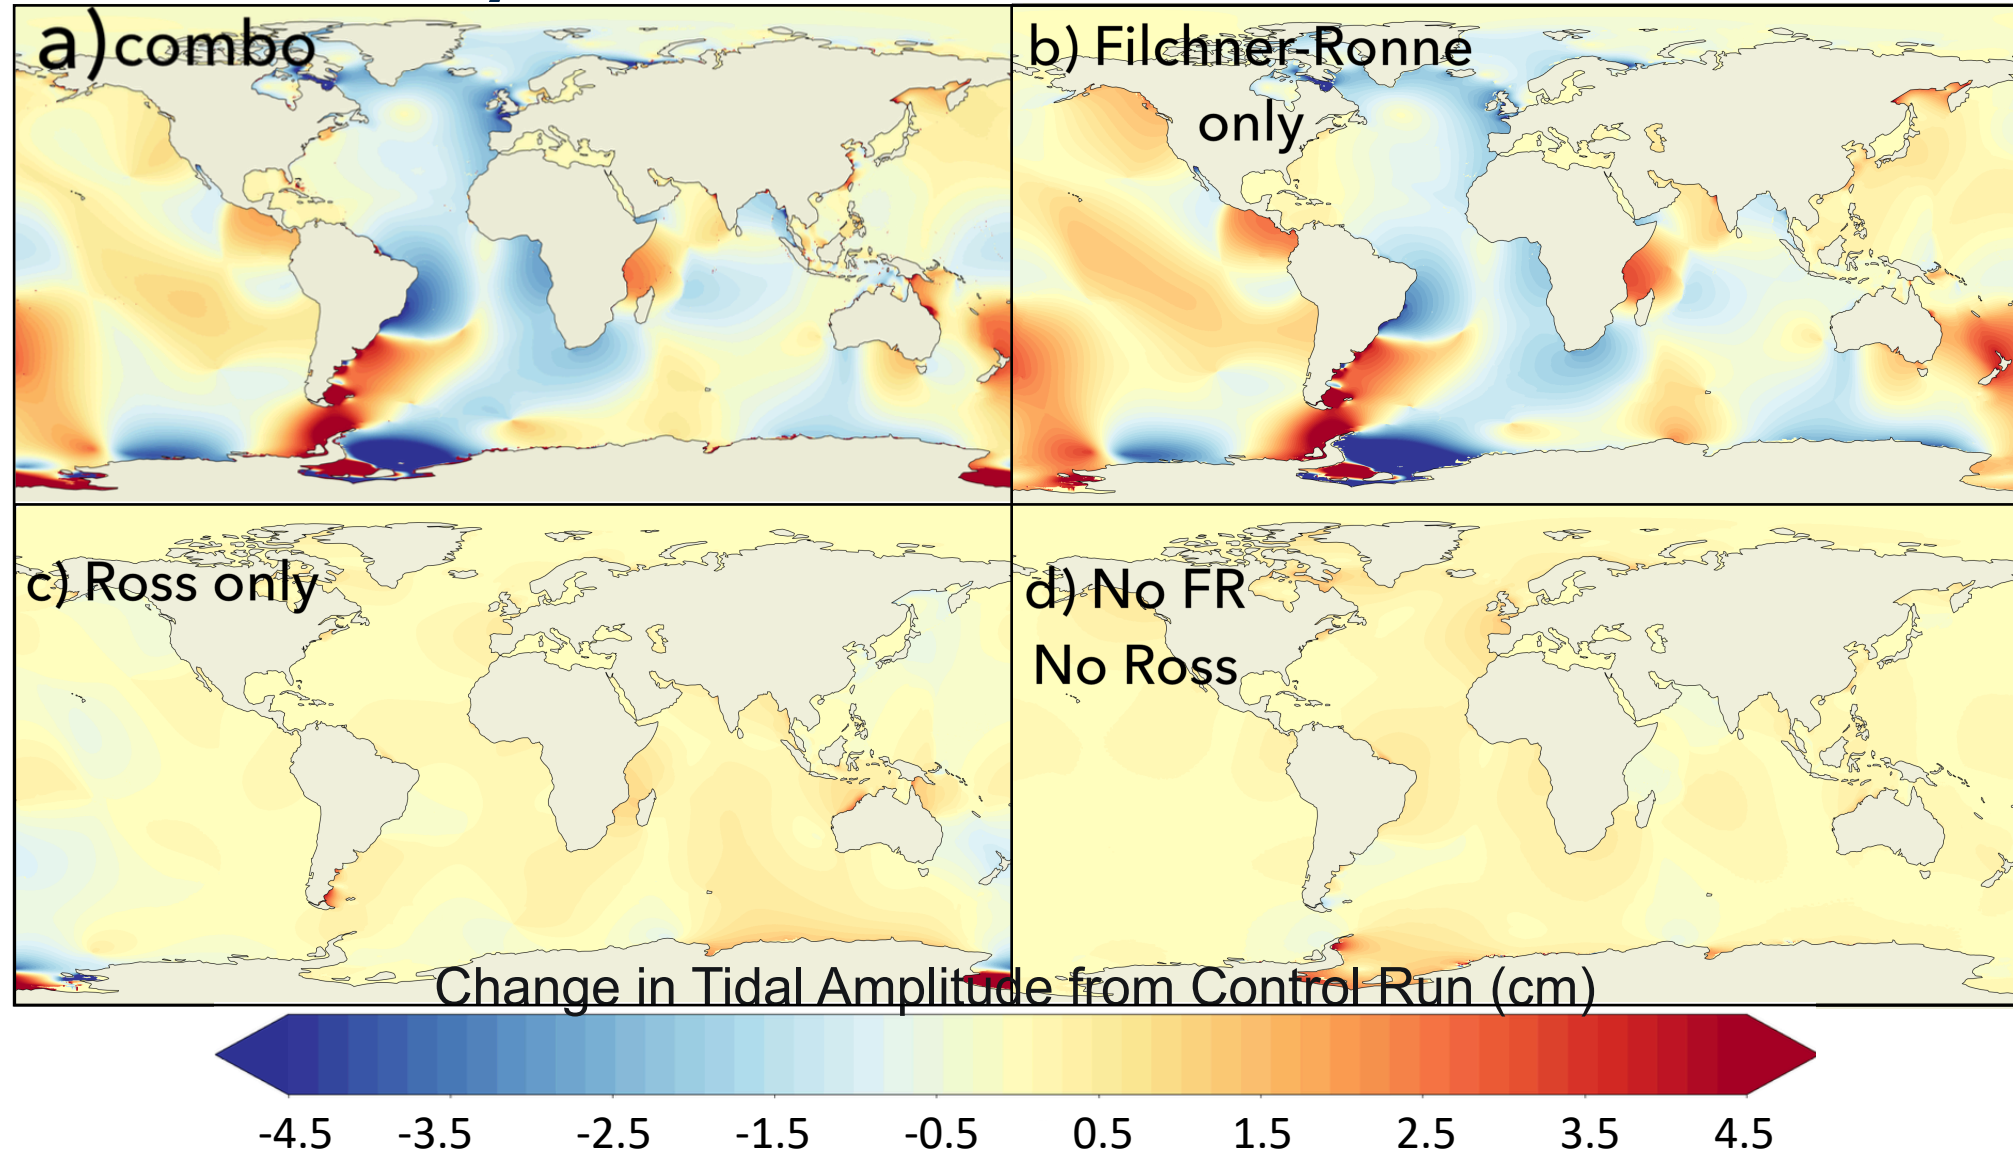 a) combo
b) Filchner-Ronne
only
c) Ross only
d) No FR
No Ross
Change in Tidal Amplitude from Control Run (cm)
-4.5 -3.5 -2.5 -1.5 -0.5 0.5 1.5 2.5 3.5 4.5